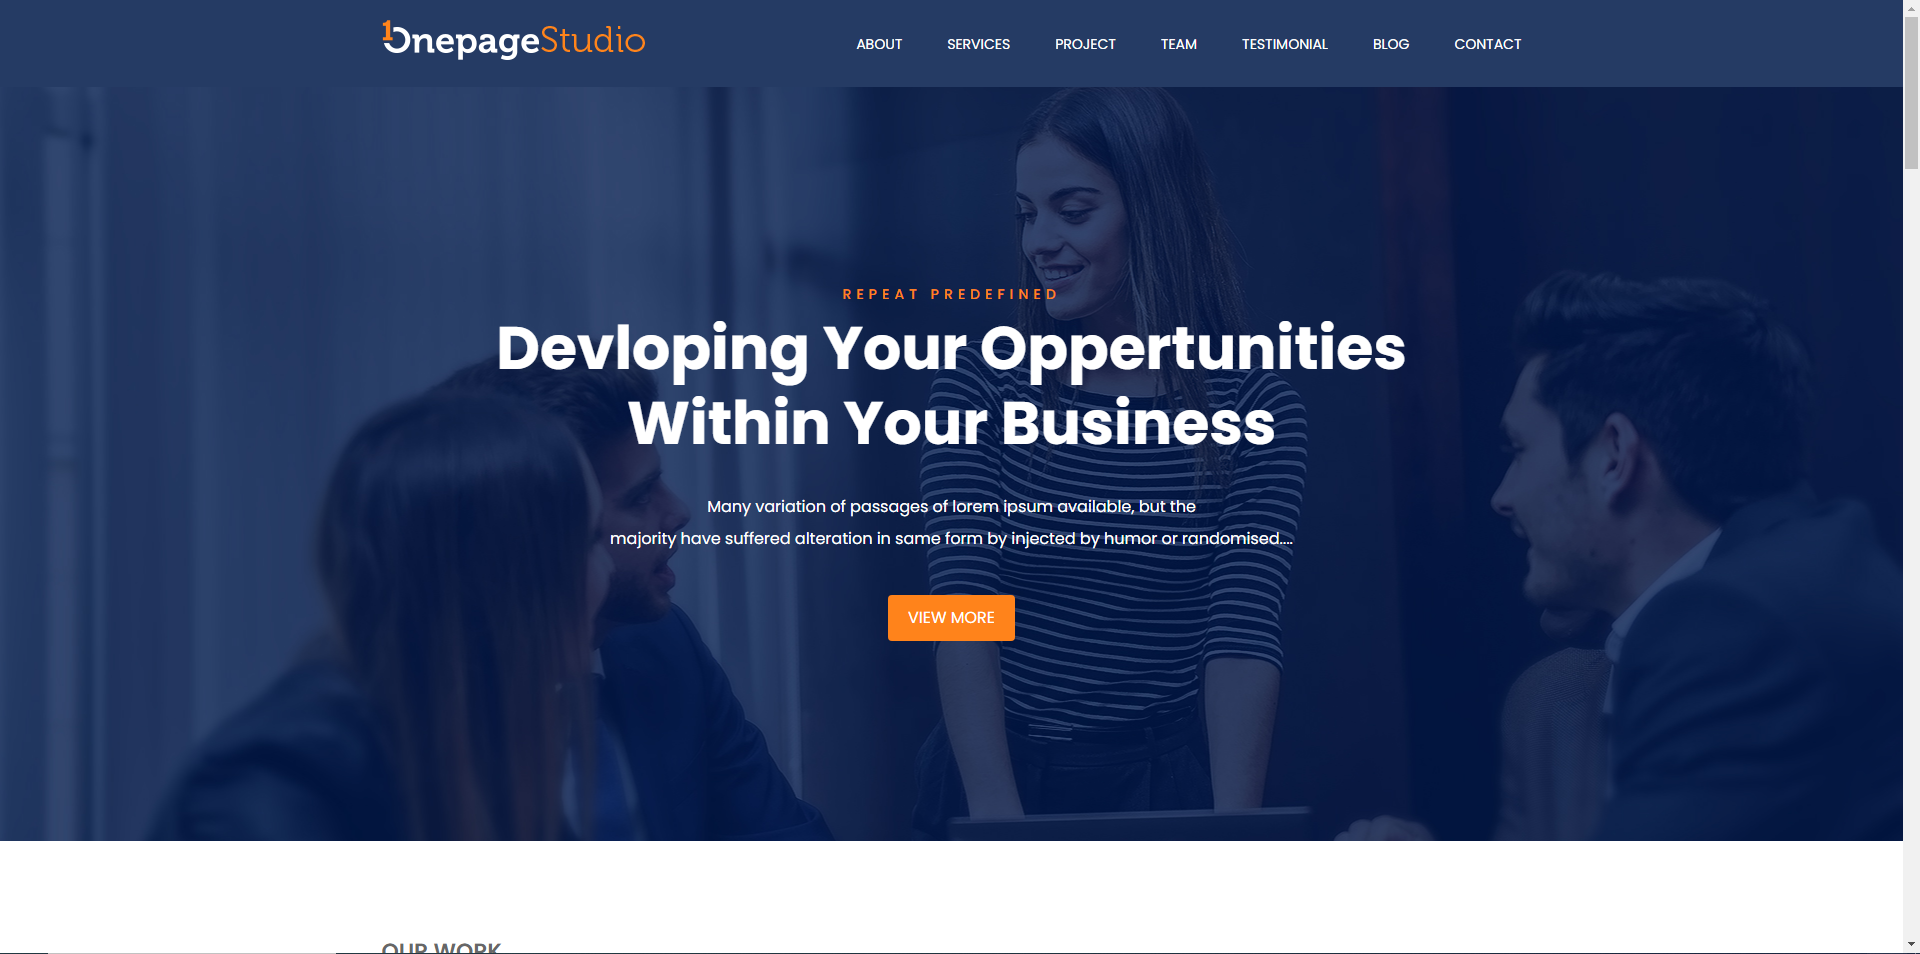 1OnepageStudio
ABOUT SERVICES PROJECT TEAM TESTIMONIAL BLOG CONTACT
REPEAT PREDEFINED
Devloping Your Oppertunities
Within Your Business
Many variation of passages of lorem ipsum available, but the
majority have suffered alteration in same form by injected by humor or randomised....
VIEW MORE
OUR WORK